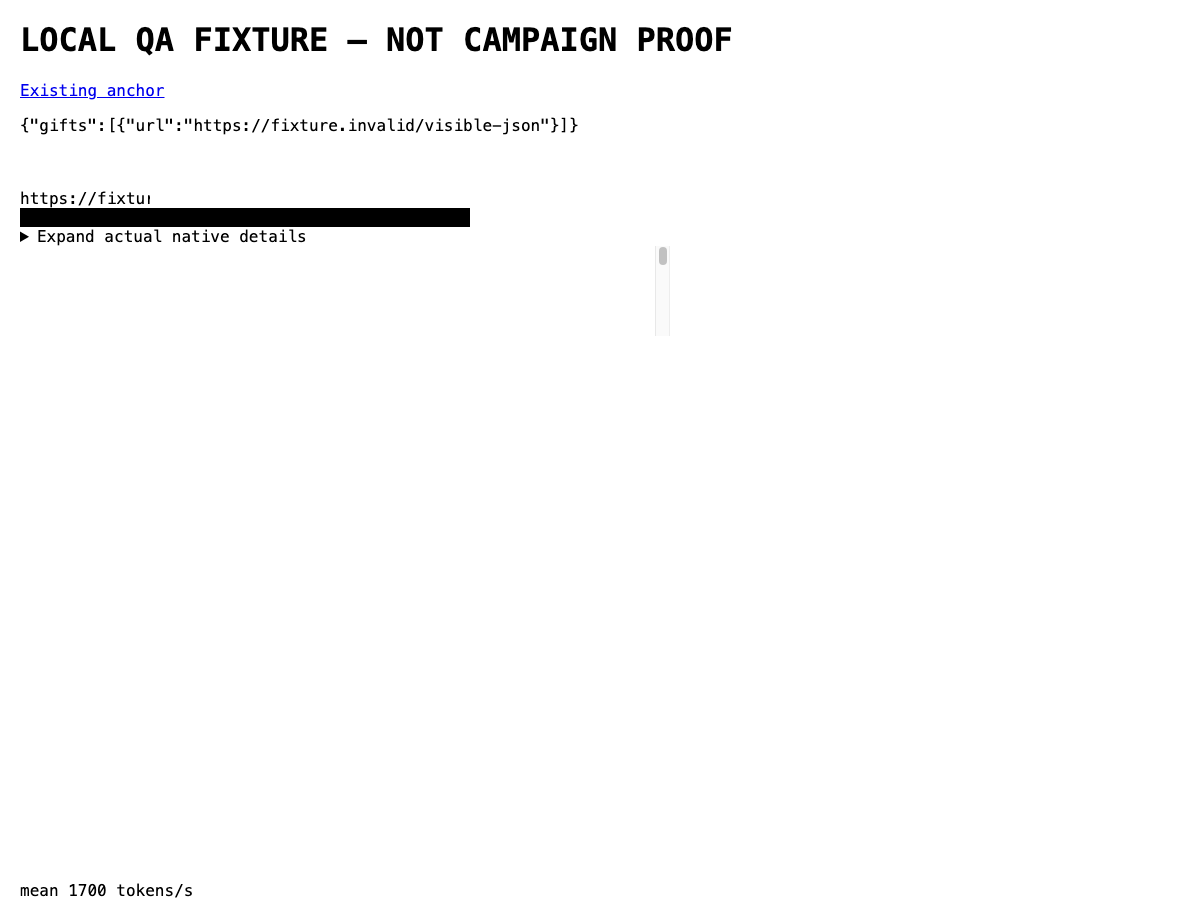 LOCAL QA FIXTURE — NOT CAMPAIGN PROOF
Existing anchor
{"gifts":[{"url":"https://fixture.invalid/visible-json"}]}
https://fixtu
Expand actual native details
mean 1700 tokens/s